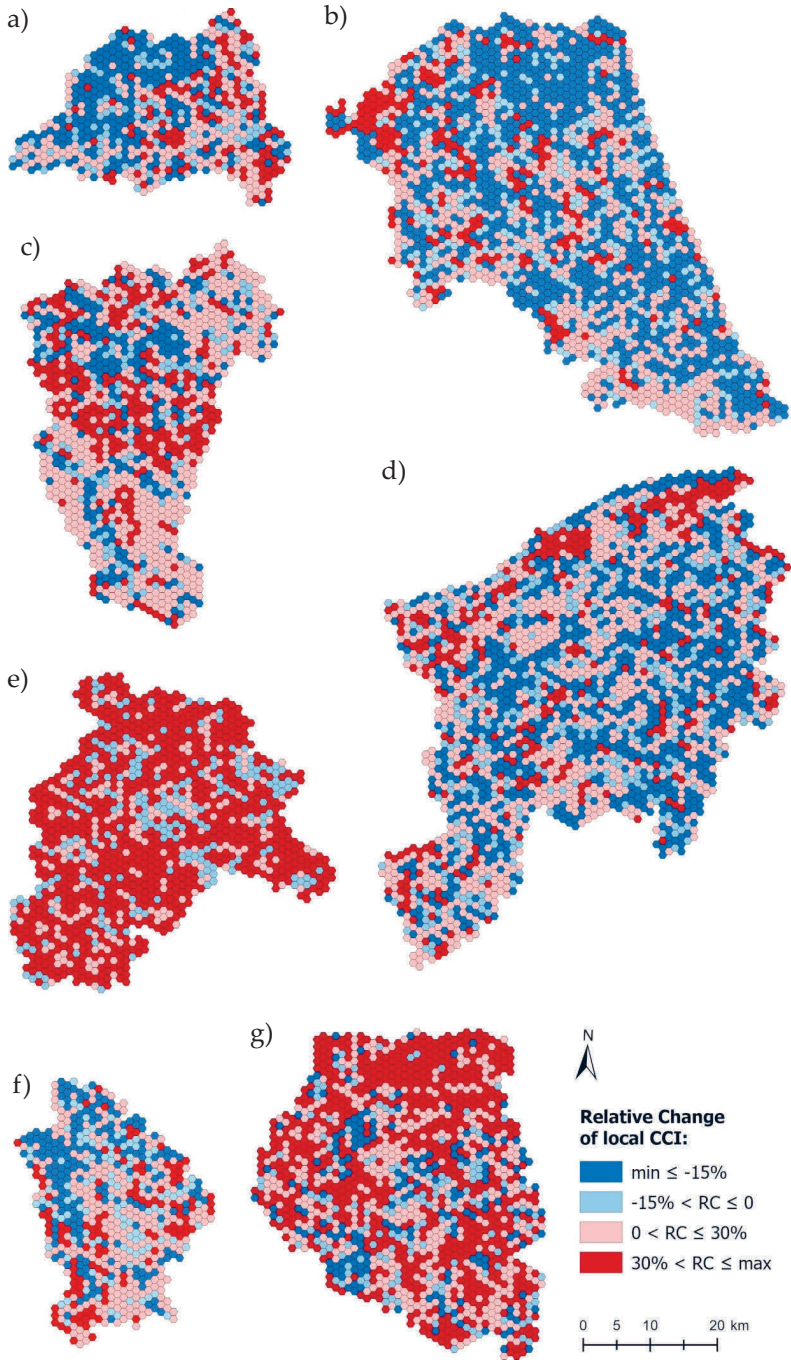 a)
b)
c)
d)
e)
f)
g)
N
Relative Change
of local CCI:
min ≤ -15%
-15% < RC ≤ 0
0 < RC ≤ 30%
30% < RC ≤ max
0 5 10 20 km